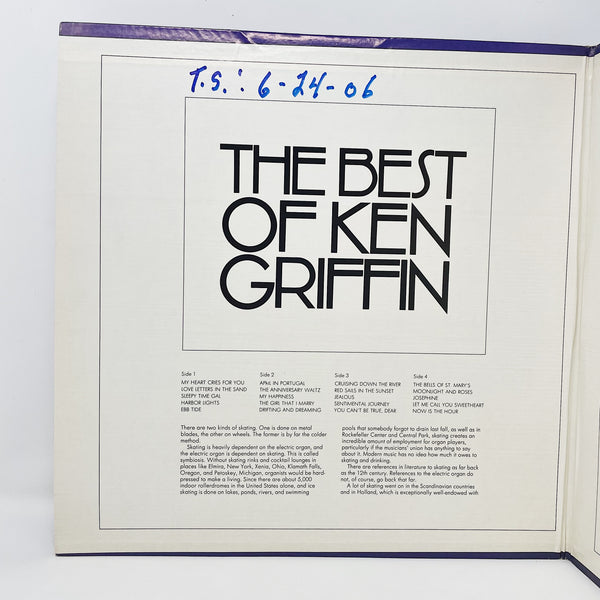 T.S.: 6-24-06
THE BEST
OF KEN
GRIFFIN
Side 1
MY HEART CRIES FOR YOU
LOVE LETTERS IN THE SAND
SLEEPY TIME GAL
HARBOR LIGHTS
EBB TIDE
Side 2
APRIL IN PORTUGAL
THE ANNIVERSARY WALTZ
MY HAPPINESS
THE GIRL THAT I MARRY
DRIFTING AND DREAMING
Side 3
CRUISING DOWN THE RIVER
RED SAILS IN THE SUNSET
JEALOUS
SENTIMENTAL JOURNEY
YOU CAN'T BE TRUE, DEAR
Side 4
THE BELLS OF ST. MARY'S
MOONLIGHT AND ROSES
JOSEPHINE
LET ME CALL YOU SWEETHEART
NOW IS THE HOUR
There are two kinds of skating. One is done on metal
blades, the other on wheels. The former is by far the colder
method.
Skating is heavily dependent on the electric organ, and
the electric organ is dependent on skating. This is called
symbiosis. Without skating rinks and cocktail lounges in
places like Elmira, New York, Xenia, Ohio, Klamath Falls,
Oregon, and Petoskey, Michigan, organists would be hard-
pressed to make a living. Since there are about 5,000
indoor rollerdromes in the United States alone, and ice
skating is done on lakes, ponds, rivers, and swimming
pools that somebody forgot to drain last fall, as well as in
Rockefeller Center and Central Park, skating creates an
incredible amount of employment for organ players,
particularly if the musicians' union has anything to say
about it. Modern music has no idea how much it owes to
skating and drinking.
There are references in literature to skating as far back
as the 12th century. References to the electric organ do
not, of course, go back that far.
A lot of skating went on in the Scandinavian countries
and in Holland, which is exceptionally well-endowed with